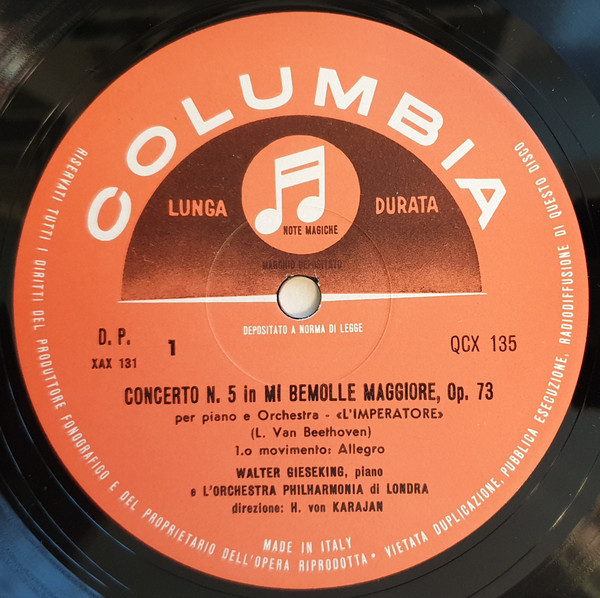 COLUMBIA
LUNGA DURATA
NOTE MAGICHE
MARCHIO DEPOSITATO
DEPOSITATO A NORMA DI LEGGE
D. P. 1 QCX 135
XAX 131
CONCERTO N. 5 in MI BEMOLLE MAGGIORE, Op. 73
per piano e Orchestra - «L'IMPERATORE»
(L. Van Beethoven)
1.o movimento: Allegro
WALTER GIESEKING, piano
e L'ORCHESTRA PHILHARMONIA di LONDRA
direzione: H. von KARAJAN
MADE IN ITALY
RISERVATI TUTTI I DIRITTI DEL PRODUTTORE FONOGRAFICO E DEL PROPRIETARIO DELL'OPERA RIPRODOTTA • VIETATA DUPLICAZIONE, PUBBLICA ESECUZIONE, RADIODIFFUSIONE DI QUESTO DISCO